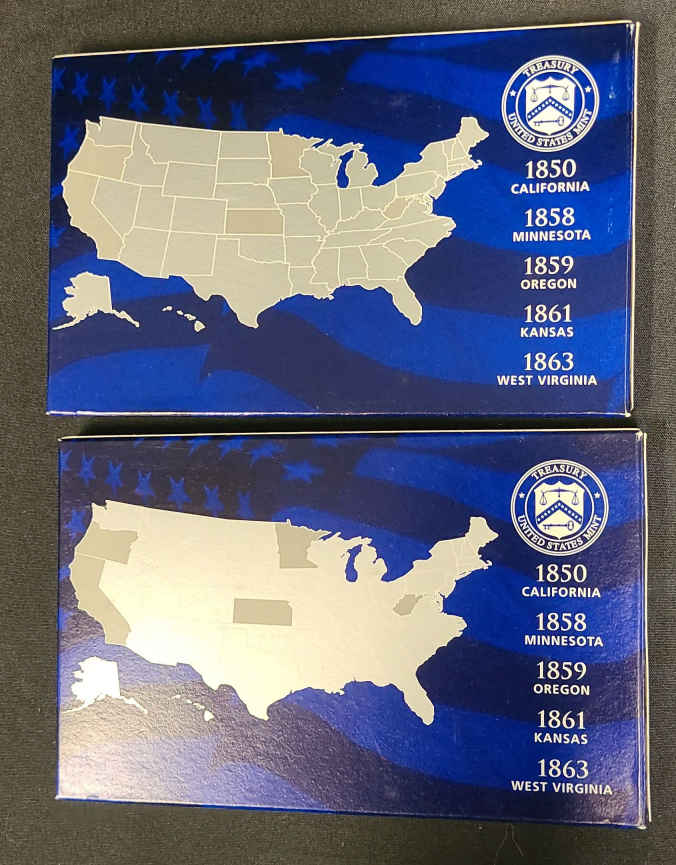 TREASURY
UNITED STATES MINT
1850
CALIFORNIA
1858
MINNESOTA
1859
OREGON
1861
KANSAS
1863
WEST VIRGINIA
TREASURY
UNITED STATES MINT
1850
CALIFORNIA
1858
MINNESOTA
1859
OREGON
1861
KANSAS
1863
WEST VIRGINIA